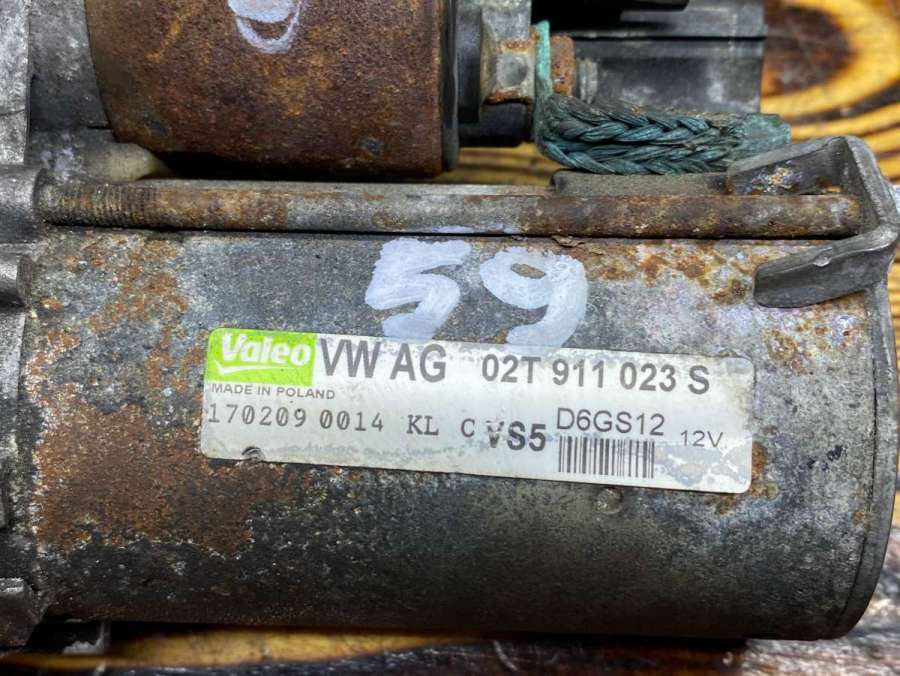 59
Valeo VW AG 02T 911 023 S
MADE IN POLAND
170209 0014 KL C VS5 D6GS12 12V